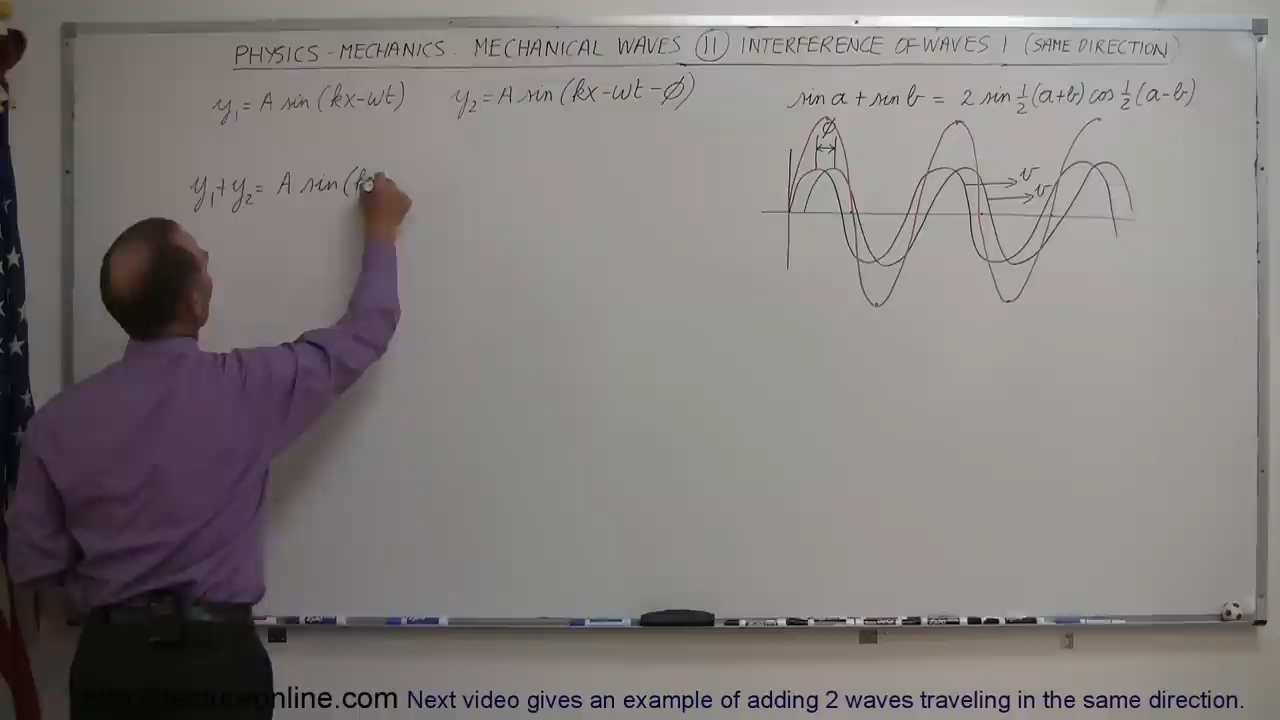 PHYSICS - MECHANICS. MECHANICAL WAVES (11) INTERFERENCE OF WAVES 1 (SAME DIRECTION)
y₁ = A sin (kx-ωt) y₂ = A sin (kx-ωt-ϕ) sin a + sin b = 2 sin ½ (a+b) cos ½ (a-b)
ϕ
y₁+y₂ = A sin (k
v
v
online.com Next video gives an example of adding 2 waves traveling in the same direction.